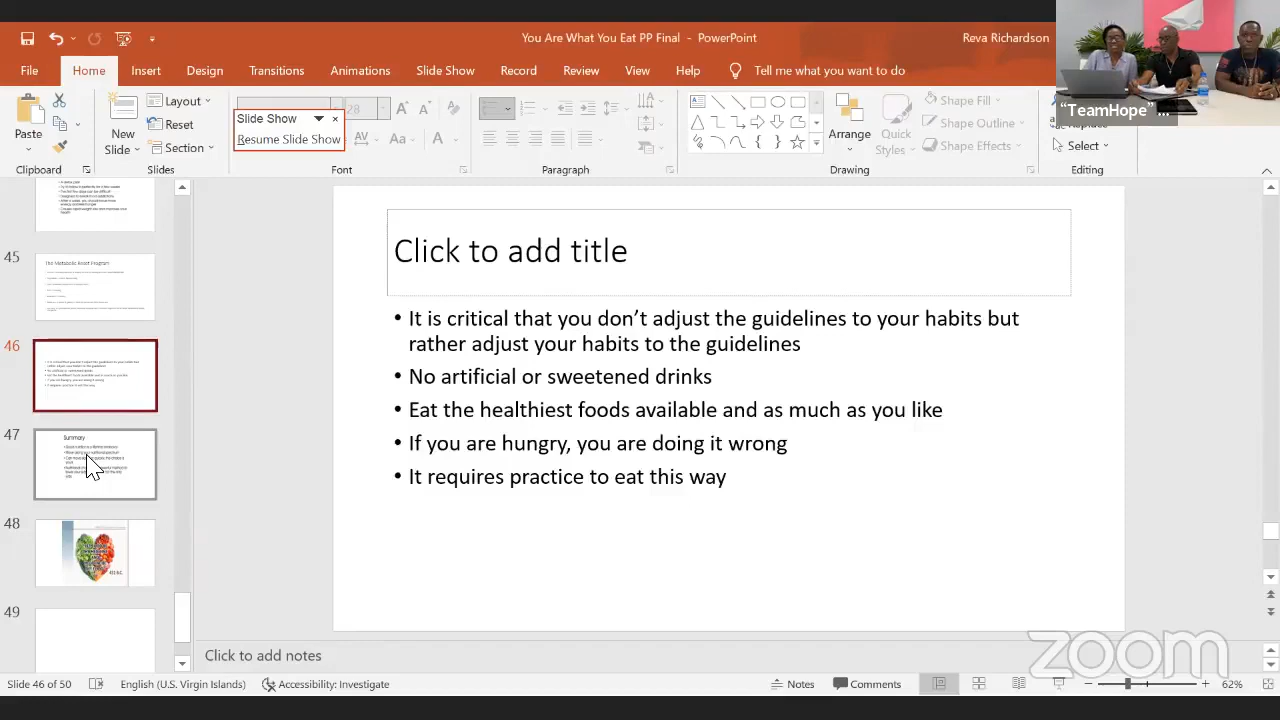 You Are What You Eat PP Final - PowerPoint
Reva Richardson
File
Home
Insert
Design
Transitions
Animations
Slide Show
Record
Review
View
Help
Tell me what you want to do
"TeamHope" ...
Paste
Clipboard
New
Slide
Layout
Reset
Section
Slides
28
Slide Show
Resume Slide Show
AV
Aa
A
Font
Paragraph
Arrange
Quick
Styles
Shape Fill
Shape Outline
Shape Effects
Drawing
Select
Editing
45
The Metabolic Reset Program
46
47
Summary
48
49
Click to add title
• It is critical that you don’t adjust the guidelines to your habits but
rather adjust your habits to the guidelines
• No artificial or sweetened drinks
• Eat the healthiest foods available and as much as you like
• If you are hungry, you are doing it wrong
• It requires practice to eat this way
Click to add notes
zoom
Slide 46 of 50
English (U.S. Virgin Islands)
Accessibility: Investigate
Notes
Comments
62%